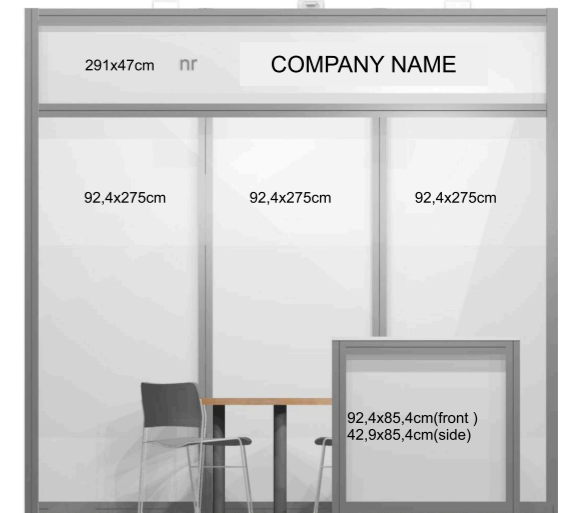 291x47cm nr COMPANY NAME
92,4x275cm 92,4x275cm 92,4x275cm
92,4x85,4cm(front )
42,9x85,4cm(side)